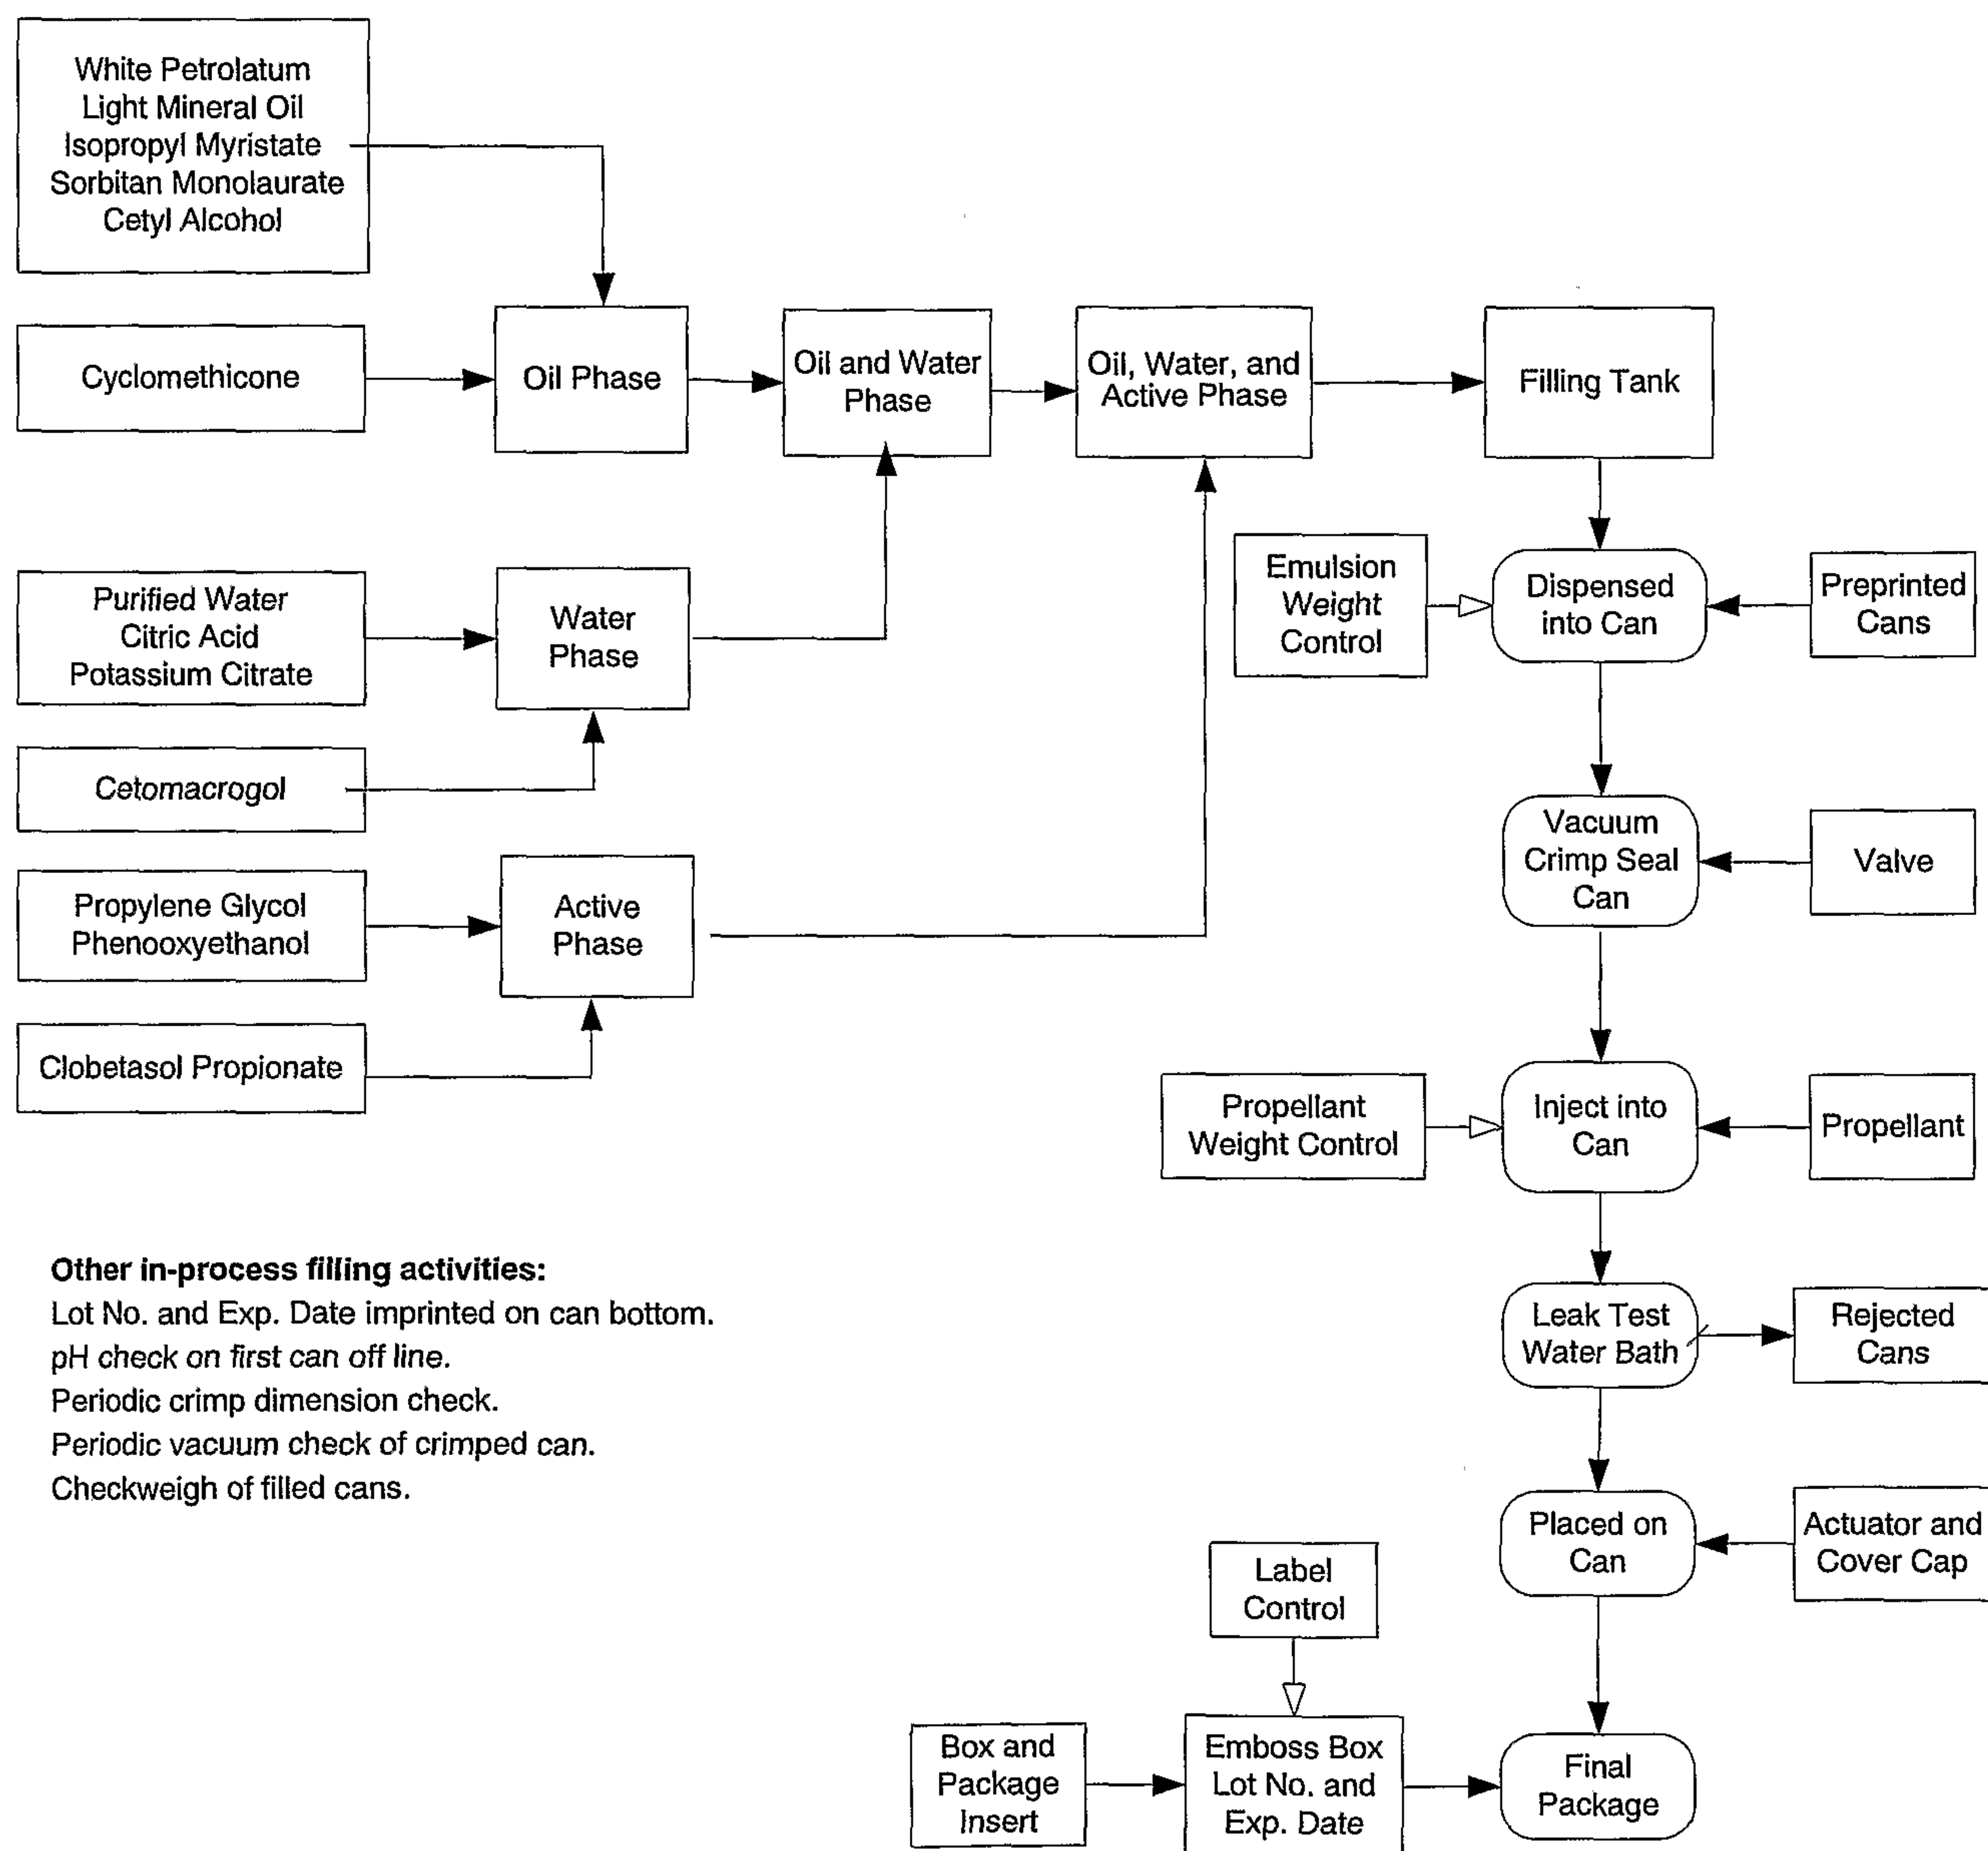 White Petrolatum
Light Mineral Oil
Isopropyl Myristate
Sorbitan Monolaurate
Cetyl Alcohol
Cyclomethicone
Oil Phase
Oil and Water
Phase
Oil, Water, and
Active Phase
Filling Tank
Purified Water
Citric Acid
Potassium Citrate
Water
Phase
Emulsion
Weight
Control
Dispensed
into Can
Preprinted
Cans
Cetomacrogol
Vacuum
Crimp Seal
Can
Valve
Propylene Glycol
Phenooxyethanol
Active
Phase
Clobetasol Propionate
Propellant
Weight Control
Inject into
Can
Propellant
Other in-process filling activities:
Lot No. and Exp. Date imprinted on can bottom.
pH check on first can off line.
Periodic crimp dimension check.
Periodic vacuum check of crimped can.
Checkweigh of filled cans.
Leak Test
Water Bath
Rejected
Cans
Placed on
Can
Actuator and
Cover Cap
Label
Control
Box and
Package
Insert
Emboss Box
Lot No. and
Exp. Date
Final
Package